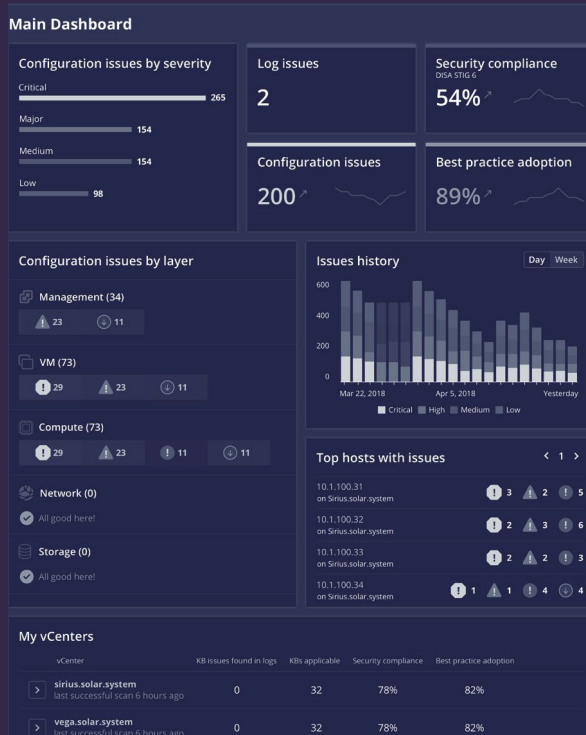 Main Dashboard
Configuration issues by severity
Critical
265
Major
154
Medium
154
Low
98
Log issues
2
Security compliance
DISA STIG 6
54%
Configuration issues
200
Best practice adoption
89%
Configuration issues by layer
Management (34)
23 11
VM (73)
29 23 11
Compute (73)
29 23 11 11
Network (0)
All good here!
Storage (0)
All good here!
Issues history
Day Week
600
400
200
0
Mar 22, 2018 Apr 5, 2018 Yesterday
Critical High Medium Low
Top hosts with issues
< 1 >
10.1.100.31
on Sirius.solar.system
3 2 5
10.1.100.32
on Sirius.solar.system
2 3 6
10.1.100.33
on Sirius.solar.system
2 2 3
10.1.100.34
on Sirius.solar.system
1 1 4 4
My vCenters
vCenter KB issues found in logs KBs applicable Security compliance Best practice adoption
sirius.solar.system
last successful scan 6 hours ago
0 32 78% 82%
vega.solar.system
last successful scan 6 hours ago
0 32 78% 82%